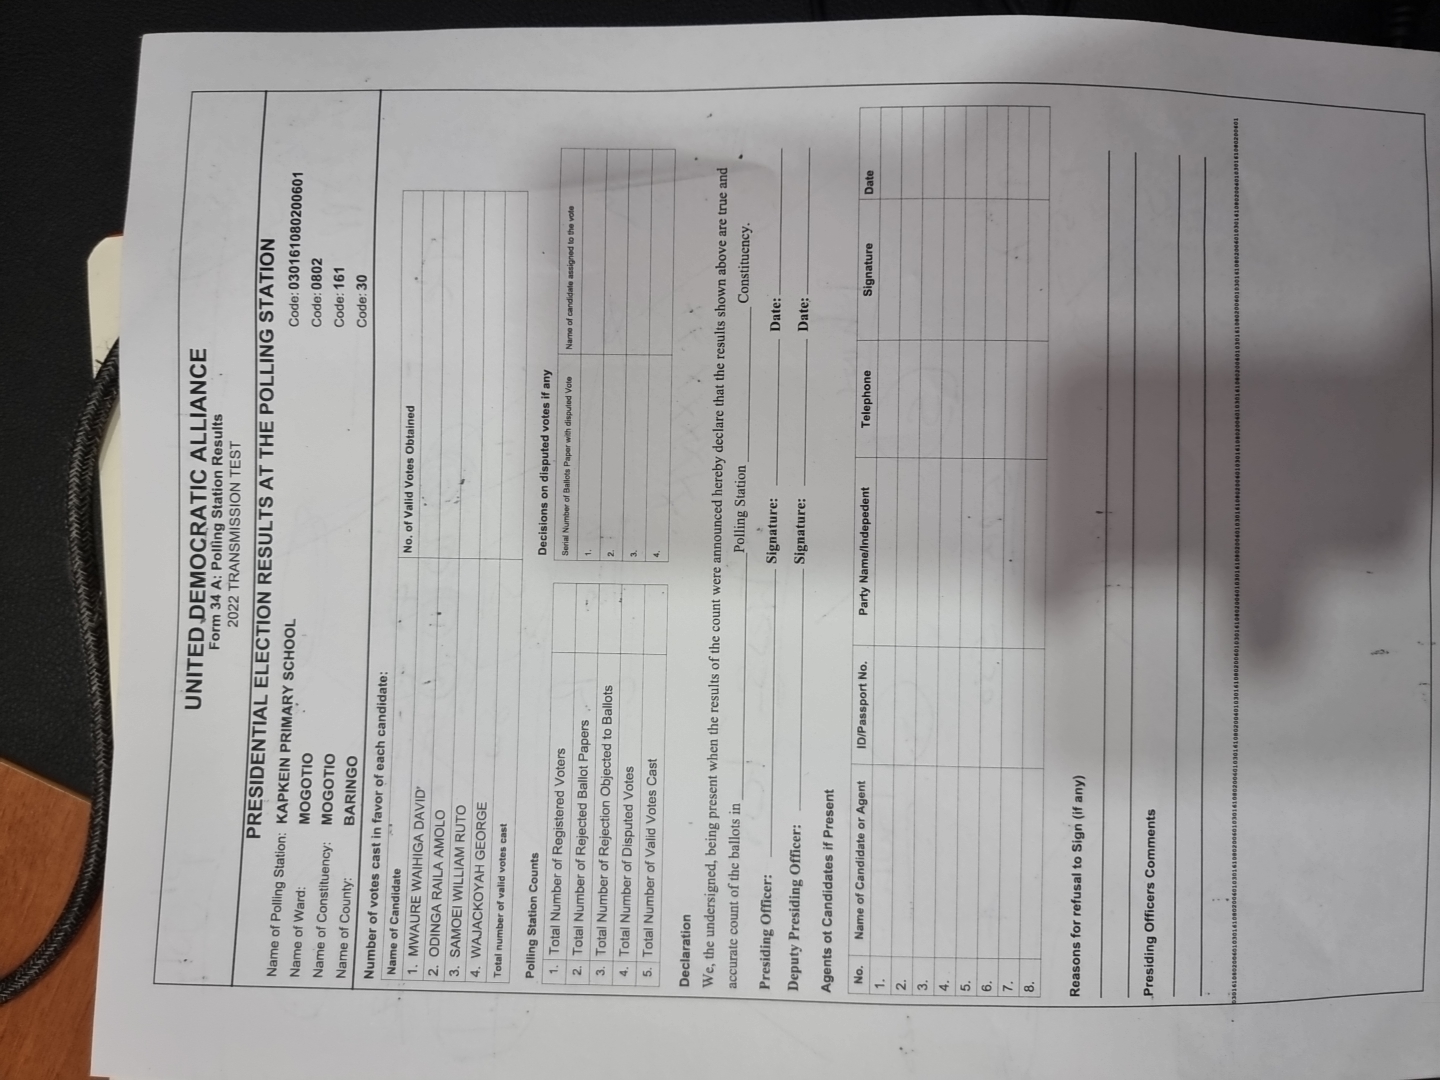 UNITED DEMOCRATIC ALLIANCE
Form 34 A: Polling Station Results
2022 TRANSMISSION TEST
PRESIDENTIAL ELECTION RESULTS AT THE POLLING STATION
Name of Polling Station: KAPKEIN PRIMARY SCHOOL Code: 030161080200601
Name of Ward: MOGOTIO Code: 0802
Name of Constituency: MOGOTIO Code: 161
Name of County: BARINGO Code: 30
Number of votes cast in favor of each candidate:
Name of Candidate No. of Valid Votes Obtained
1. MWAURE WAIHIGA DAVID
2. ODINGA RAILA AMOLO
3. SAMOEI WILLIAM RUTO
4. WAJACKOYAH GEORGE
Total number of valid votes cast
Polling Station Counts
1. Total Number of Registered Voters
2. Total Number of Rejected Ballot Papers
3. Total Number of Rejection Objected to Ballots
4. Total Number of Disputed Votes
5. Total Number of Valid Votes Cast
Decisions on disputed votes if any
Serial Number of Ballots Paper with disputed Vote Name of candidate assigned to the vote
1.
2.
3.
4.
Declaration
We, the undersigned, being present when the results of the count were announced hereby declare that the results shown above are true and
accurate count of the ballots in ____ Polling Station ____ Constituency.
Presiding Officer: ____ Signature: ____ Date: ____
Deputy Presiding Officer: ____ Signature: ____ Date: ____
Agents ot Candidates if Present
No. Name of Candidate or Agent ID/Passport No. Party Name/Indepedent Telephone Signature Date
1.
2.
3.
4.
5.
6.
7.
8.
Reasons for refusal to Sign (if any)
Presiding Officers Comments